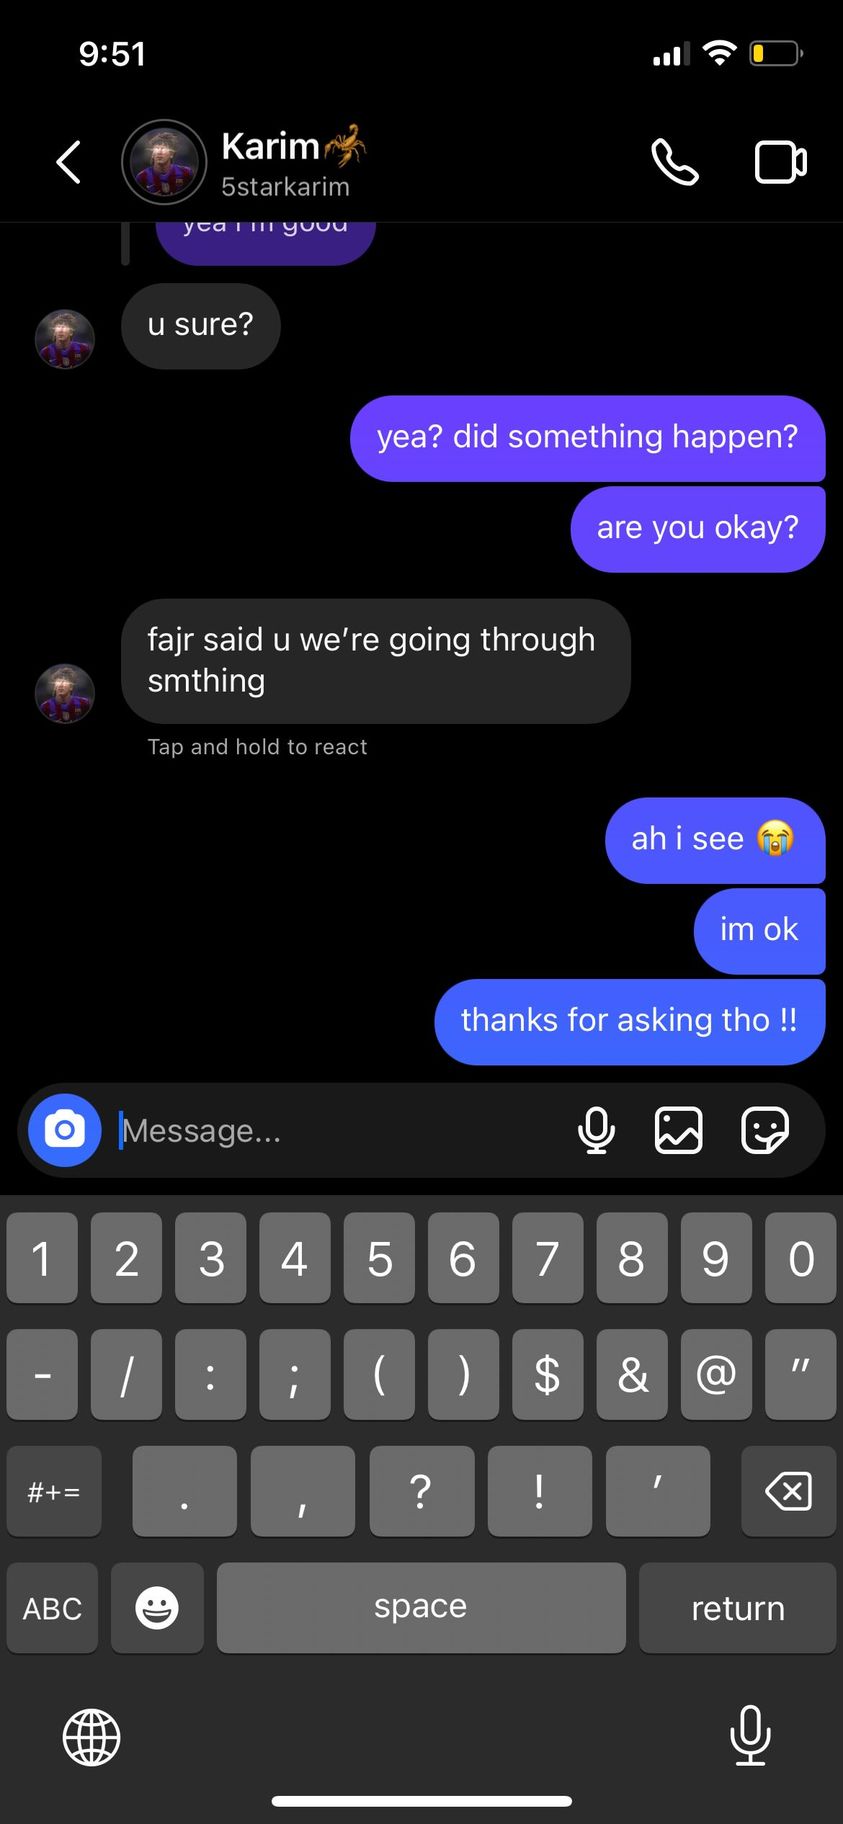 9:51
Karim🦂
5starkarim
yea I'm good
u sure?
yea? did something happen?
are you okay?
fajr said u we're going through
smthing
Tap and hold to react
ah i see 😭
im ok
thanks for asking tho !!
Message...
1 2 3 4 5 6 7 8 9 0
- / : ; ( ) $ & @ "
#+= . , ? ! '
ABC space return